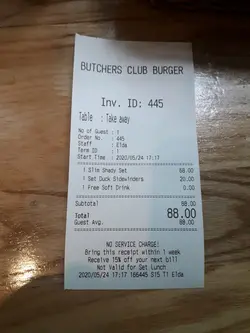 BUTCHERS CLUB BURGER
Inv. ID: 445
Table : Take away
No of Guest : 1
Order No : 445
Staff : Elda
Term ID : 1
Start Time : 2020/05/24 17:17
1 Slim Shady Set 68.00
1 Set Duck Sidewinders 20.00
1 Free Soft Drink 0.00
Subtotal 88.00
Total 88.00
Guest Avg. 88.00
NO SERVICE CHARGE!
Bring this receipt within 1 week
Receive 15% off your next bill
Not Valid for Set Lunch
2020/05/24 17:17 166445 S15 T1 Elda